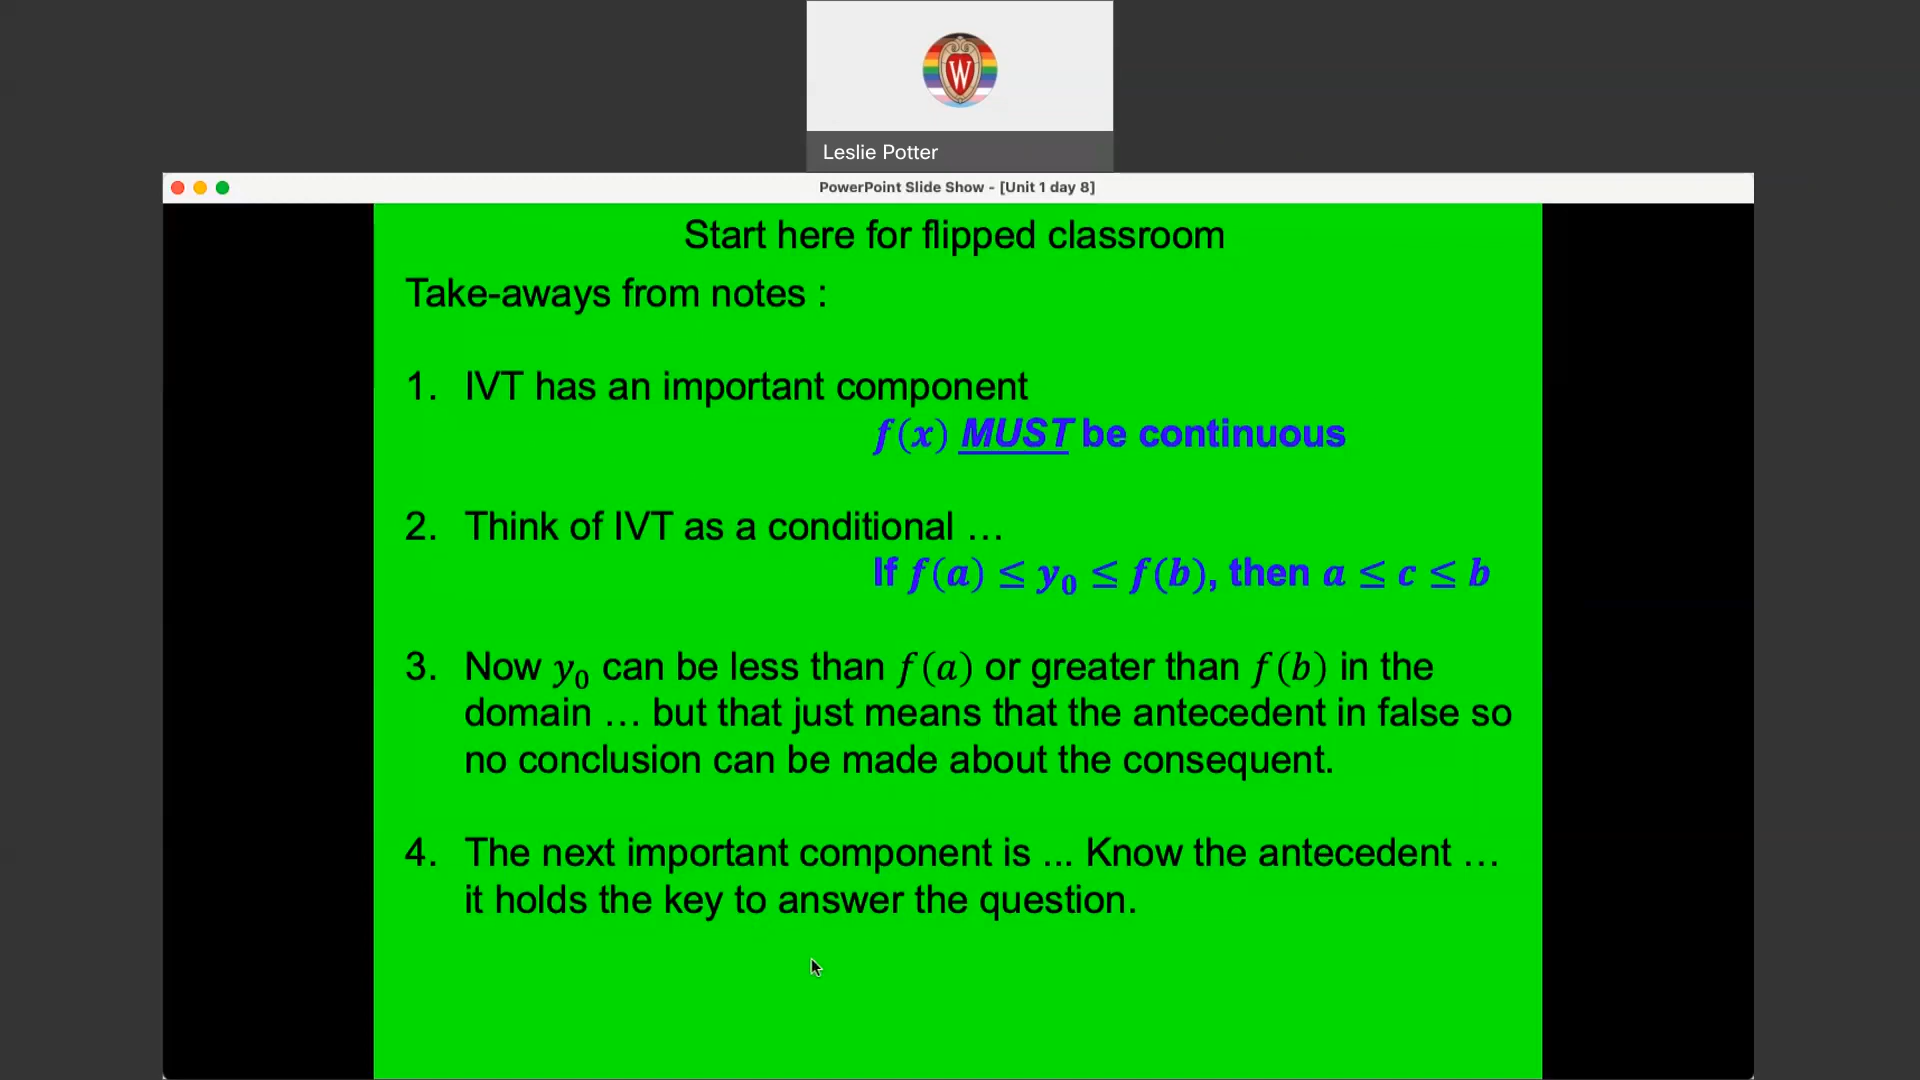 W
Leslie Potter
PowerPoint Slide Show - [Unit 1 day 8]
Start here for flipped classroom
Take-aways from notes :
1. IVT has an important component
f(x) MUST be continuous
2. Think of IVT as a conditional …
If f(a) ≤ y₀ ≤ f(b), then a ≤ c ≤ b
3. Now y₀ can be less than f(a) or greater than f(b) in the
domain … but that just means that the antecedent in false so
no conclusion can be made about the consequent.
4. The next important component is ... Know the antecedent …
it holds the key to answer the question.